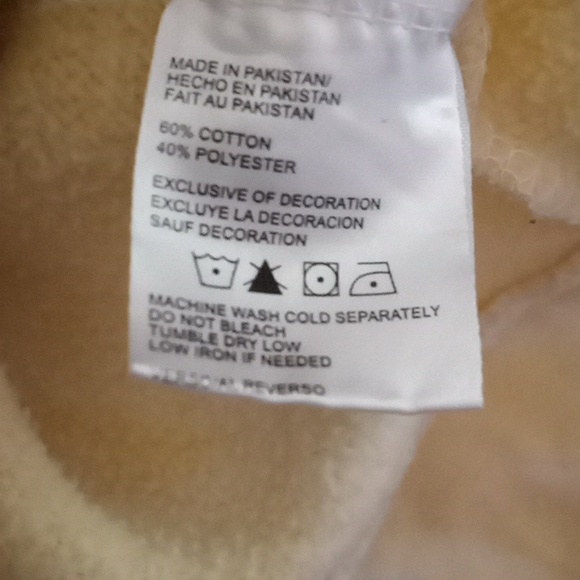 MADE IN PAKISTAN/
HECHO EN PAKISTAN
FAIT AU PAKISTAN
60% COTTON
40% POLYESTER
EXCLUSIVE OF DECORATION
EXCLUYE LA DECORACION
SAUF DECORATION
MACHINE WASH COLD SEPARATELY
DO NOT BLEACH
TUMBLE DRY LOW
LOW IRON IF NEEDED
REVERSO